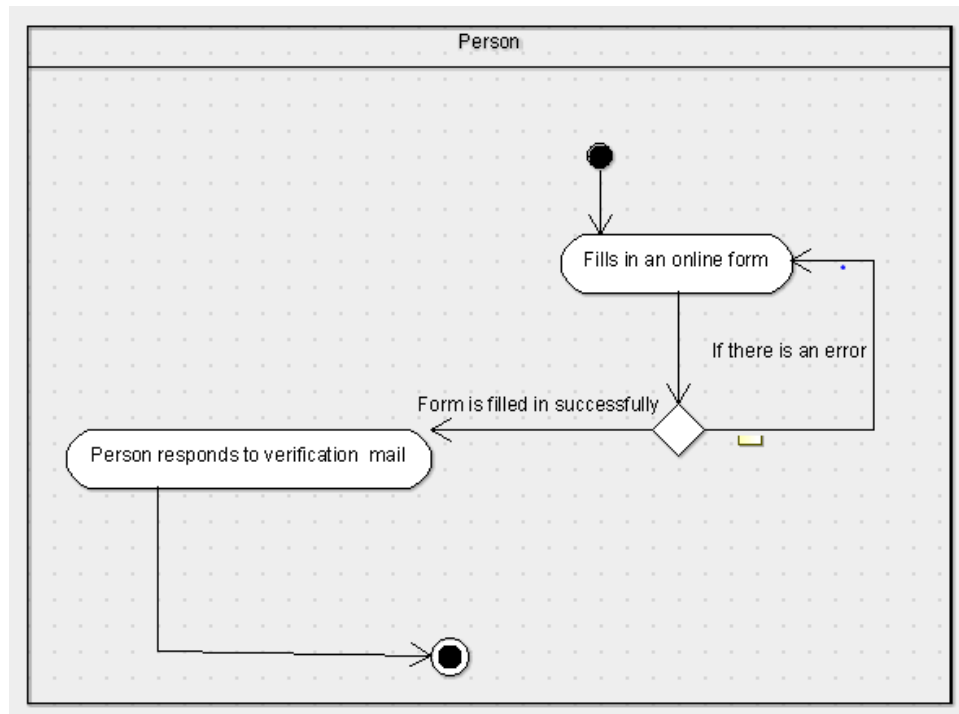 Person
Fills in an online form
If there is an error
Form is filled in successfully
Person responds to verification mail